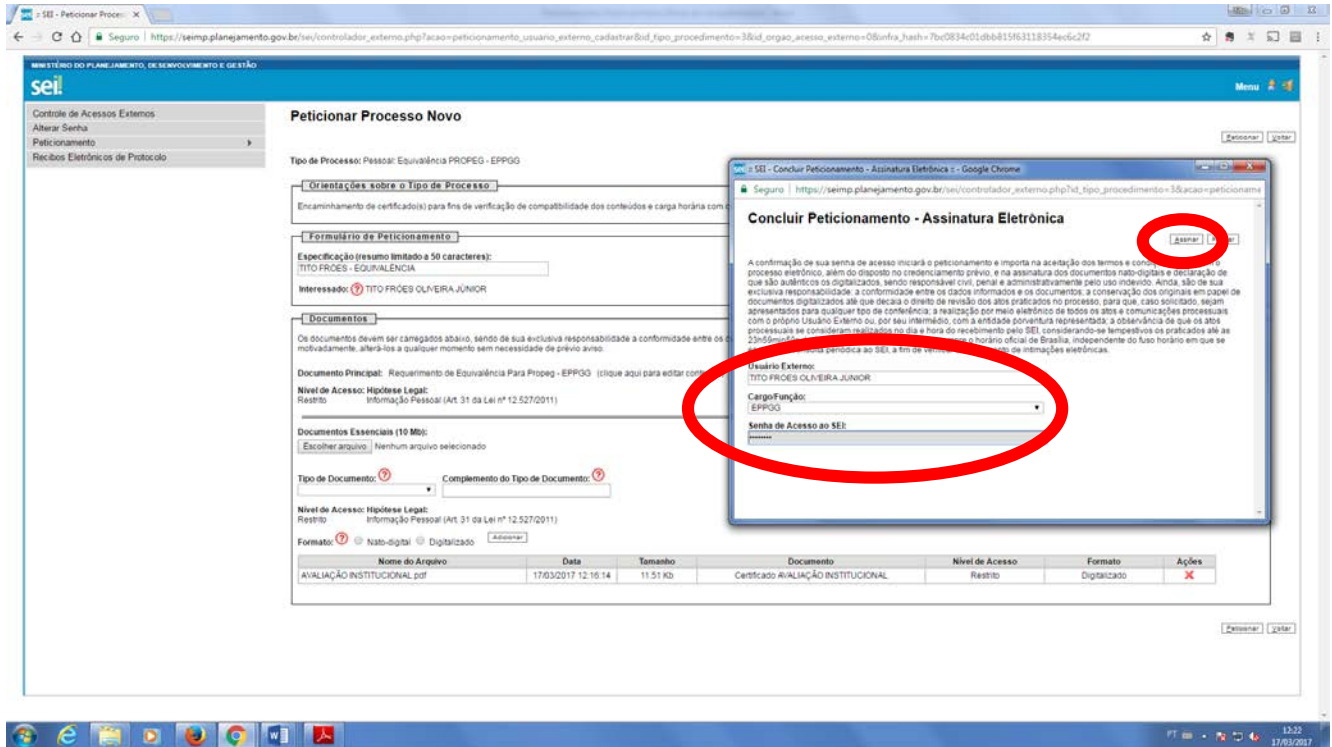 :: SEI - Peticionar Proces
Seguro | https://seimp.planejamento.gov.br/sei/controlador_externo.php?acao=peticionamento_usuario_externo_cadastrar&id_tipo_procedimento=3&id_orgao_acesso_externo=0&infra_hash=7bc0834c01dbb815f63118354ec6c2f2
MINISTÉRIO DO PLANEJAMENTO, DESENVOLVIMENTO E GESTÃO
sei!
Menu
Controle de Acessos Externos
Alterar Senha
Peticionamento
Recibos Eletrônicos de Protocolo
Peticionar Processo Novo
Peticionar Voltar
Tipo de Processo: Pessoal: Equivalência PROPEG - EPPGG
Orientações sobre o Tipo de Processo
Encaminhamento de certificado(s) para fins de verificação de compatibilidade dos conteúdos e carga horária com
Formulário de Peticionamento
Especificação (resumo limitado a 50 caracteres):
TITO FROES - EQUIVALENCIA
Interessado: ? TITO FRÓES OLIVEIRA JÚNIOR
Documentos
Os documentos devem ser carregados abaixo, sendo de sua exclusiva responsabilidade a conformidade entre os
motivadamente, alterá-los a qualquer momento sem necessidade de prévio aviso.
Documento Principal: Requerimento de Equivalência Para Propeg - EPPGG (clique aqui para editar
Nível de Acesso: Hipótese Legal:
Restrito Informação Pessoal (Art. 31 da Lei nº 12.527/2011)
Documentos Essenciais (10 Mb):
Escolher arquivo Nenhum arquivo selecionado
Tipo de Documento: ? Complemento do Tipo de Documento: ?
Nível de Acesso: Hipótese Legal:
Restrito Informação Pessoal (Art. 31 da Lei nº 12.527/2011)
Formato: ? Nato-digital Digitalizado Adicionar
Nome do Arquivo Data Tamanho Documento Nível de Acesso Formato Ações
AVALIAÇÃO INSTITUCIONAL.pdf 17/03/2017 12:16:14 11.51 Kb Certificado AVALIAÇÃO INSTITUCIONAL Restrito Digitalizado
Peticionar Voltar
:: SEI - Concluir Peticionamento - Assinatura Eletrônica :: - Google Chrome
Seguro | https://seimp.planejamento.gov.br/sei/controlador_externo.php?id_tipo_procedimento=3&acao=peticioname
Concluir Peticionamento - Assinatura Eletrônica
Assinar
A confirmação de sua senha de acesso iniciará o peticionamento e importa na aceitação dos termos e
processo eletrônico, além do disposto no credenciamento prévio, e na assinatura dos documentos nato-digitais e declaração de
que são autênticos os digitalizados, sendo responsável civil, penal e administrativamente pelo uso indevido. Ainda, são de sua
exclusiva responsabilidade: a conformidade entre os dados informados e os documentos; a conservação dos originais em papel de
documentos digitalizados até que decaia o direito de revisão dos atos praticados no processo, para que, caso solicitado, sejam
apresentados para qualquer tipo de conferência; a realização por meio eletrônico de todos os atos e comunicações processuais
com o próprio Usuário Externo ou, por seu intermédio, com a entidade porventura representada; a observância de que os atos
processuais se consideram realizados no dia e hora do recebimento pelo SEI, considerando-se tempestivos os praticados até as
23h59min59s horário oficial de Brasília, independente do fuso horário em que se
periódica ao SEI, a fim de intimações eletrônicas.
Usuário Externo:
TITO FROES OLIVEIRA JUNIOR
Cargo/Função:
EPPGG
Senha de Acesso ao SEI:
••••••••
PT
12:22
17/03/2017